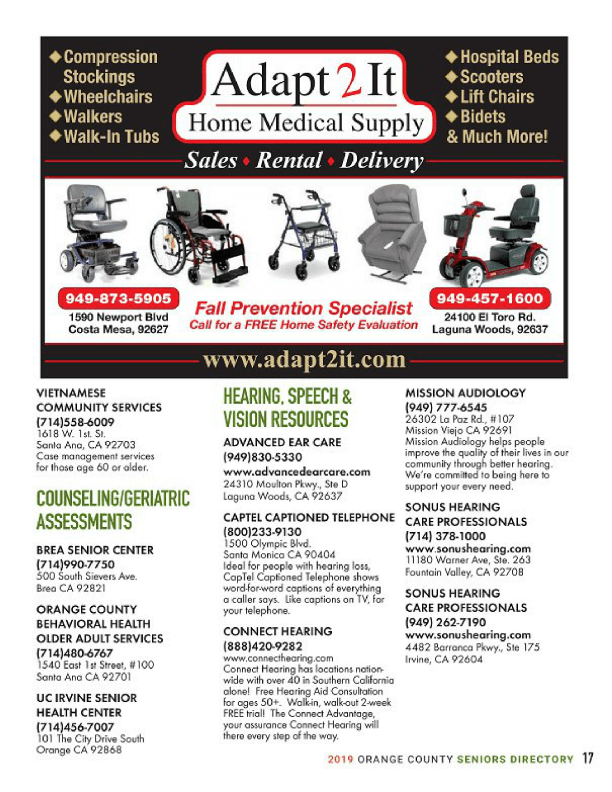 ◆Compression
Stockings
◆Wheelchairs
◆Walkers
◆Walk-In Tubs
Adapt 2 It
Home Medical Supply
◆Hospital Beds
◆Scooters
◆Lift Chairs
◆Bidets
& Much More!
Sales ♦ Rental ♦ Delivery
949-873-5905
1590 Newport Blvd
Costa Mesa, 92627
Fall Prevention Specialist
Call for a FREE Home Safety Evaluation
949-457-1600
24100 El Toro Rd.
Laguna Woods, 92637
www.adapt2it.com
VIETNAMESE
COMMUNITY SERVICES
(714)558-6009
1618 W. 1st. St.
Santa Ana, CA 92703
Case management services
for those age 60 or older.
COUNSELING/GERIATRIC
ASSESSMENTS
BREA SENIOR CENTER
(714)990-7750
500 South Sievers Ave.
Brea CA 92821
ORANGE COUNTY
BEHAVIORAL HEALTH
OLDER ADULT SERVICES
(714)480-6767
1540 East 1st Street, #100
Santa Ana CA 92701
UC IRVINE SENIOR
HEALTH CENTER
(714)456-7007
101 The City Drive South
Orange CA 92868
HEARING, SPEECH &
VISION RESOURCES
ADVANCED EAR CARE
(949)830-5330
www.advancedearcare.com
24310 Moulton Pkwy., Ste D
Laguna Woods, CA 92637
CAPTEL CAPTIONED TELEPHONE
(800)233-9130
1500 Olympic Blvd.
Santa Monica CA 90404
Ideal for people with hearing loss,
CapTel Captioned Telephone shows
word-for-word captions of everything
a caller says. Like captions on TV, for
your telephone.
CONNECT HEARING
(888)420-9282
www.connecthearing.com
Connect Hearing has locations nation-
wide with over 40 in Southern California
alone! Free Hearing Aid Consultation
for ages 50+. Walk-in, walk-out 2-week
FREE trial! The Connect Advantage,
your assurance Connect Hearing will
there every step of the way.
MISSION AUDIOLOGY
(949) 777-6545
26302 La Paz Rd., #107
Mission Viejo CA 92691
Mission Audiology helps people
improve the quality of their lives in our
community through better hearing.
We're committed to being here to
support your every need.
SONUS HEARING
CARE PROFESSIONALS
(714) 378-1000
www.sonushearing.com
11180 Warner Ave, Ste. 263
Fountain Valley, CA 92708
SONUS HEARING
CARE PROFESSIONALS
(949) 262-7190
www.sonushearing.com
4482 Barranca Pkwy., Ste 175
Irvine, CA 92604
2019 ORANGE COUNTY SENIORS DIRECTORY 17